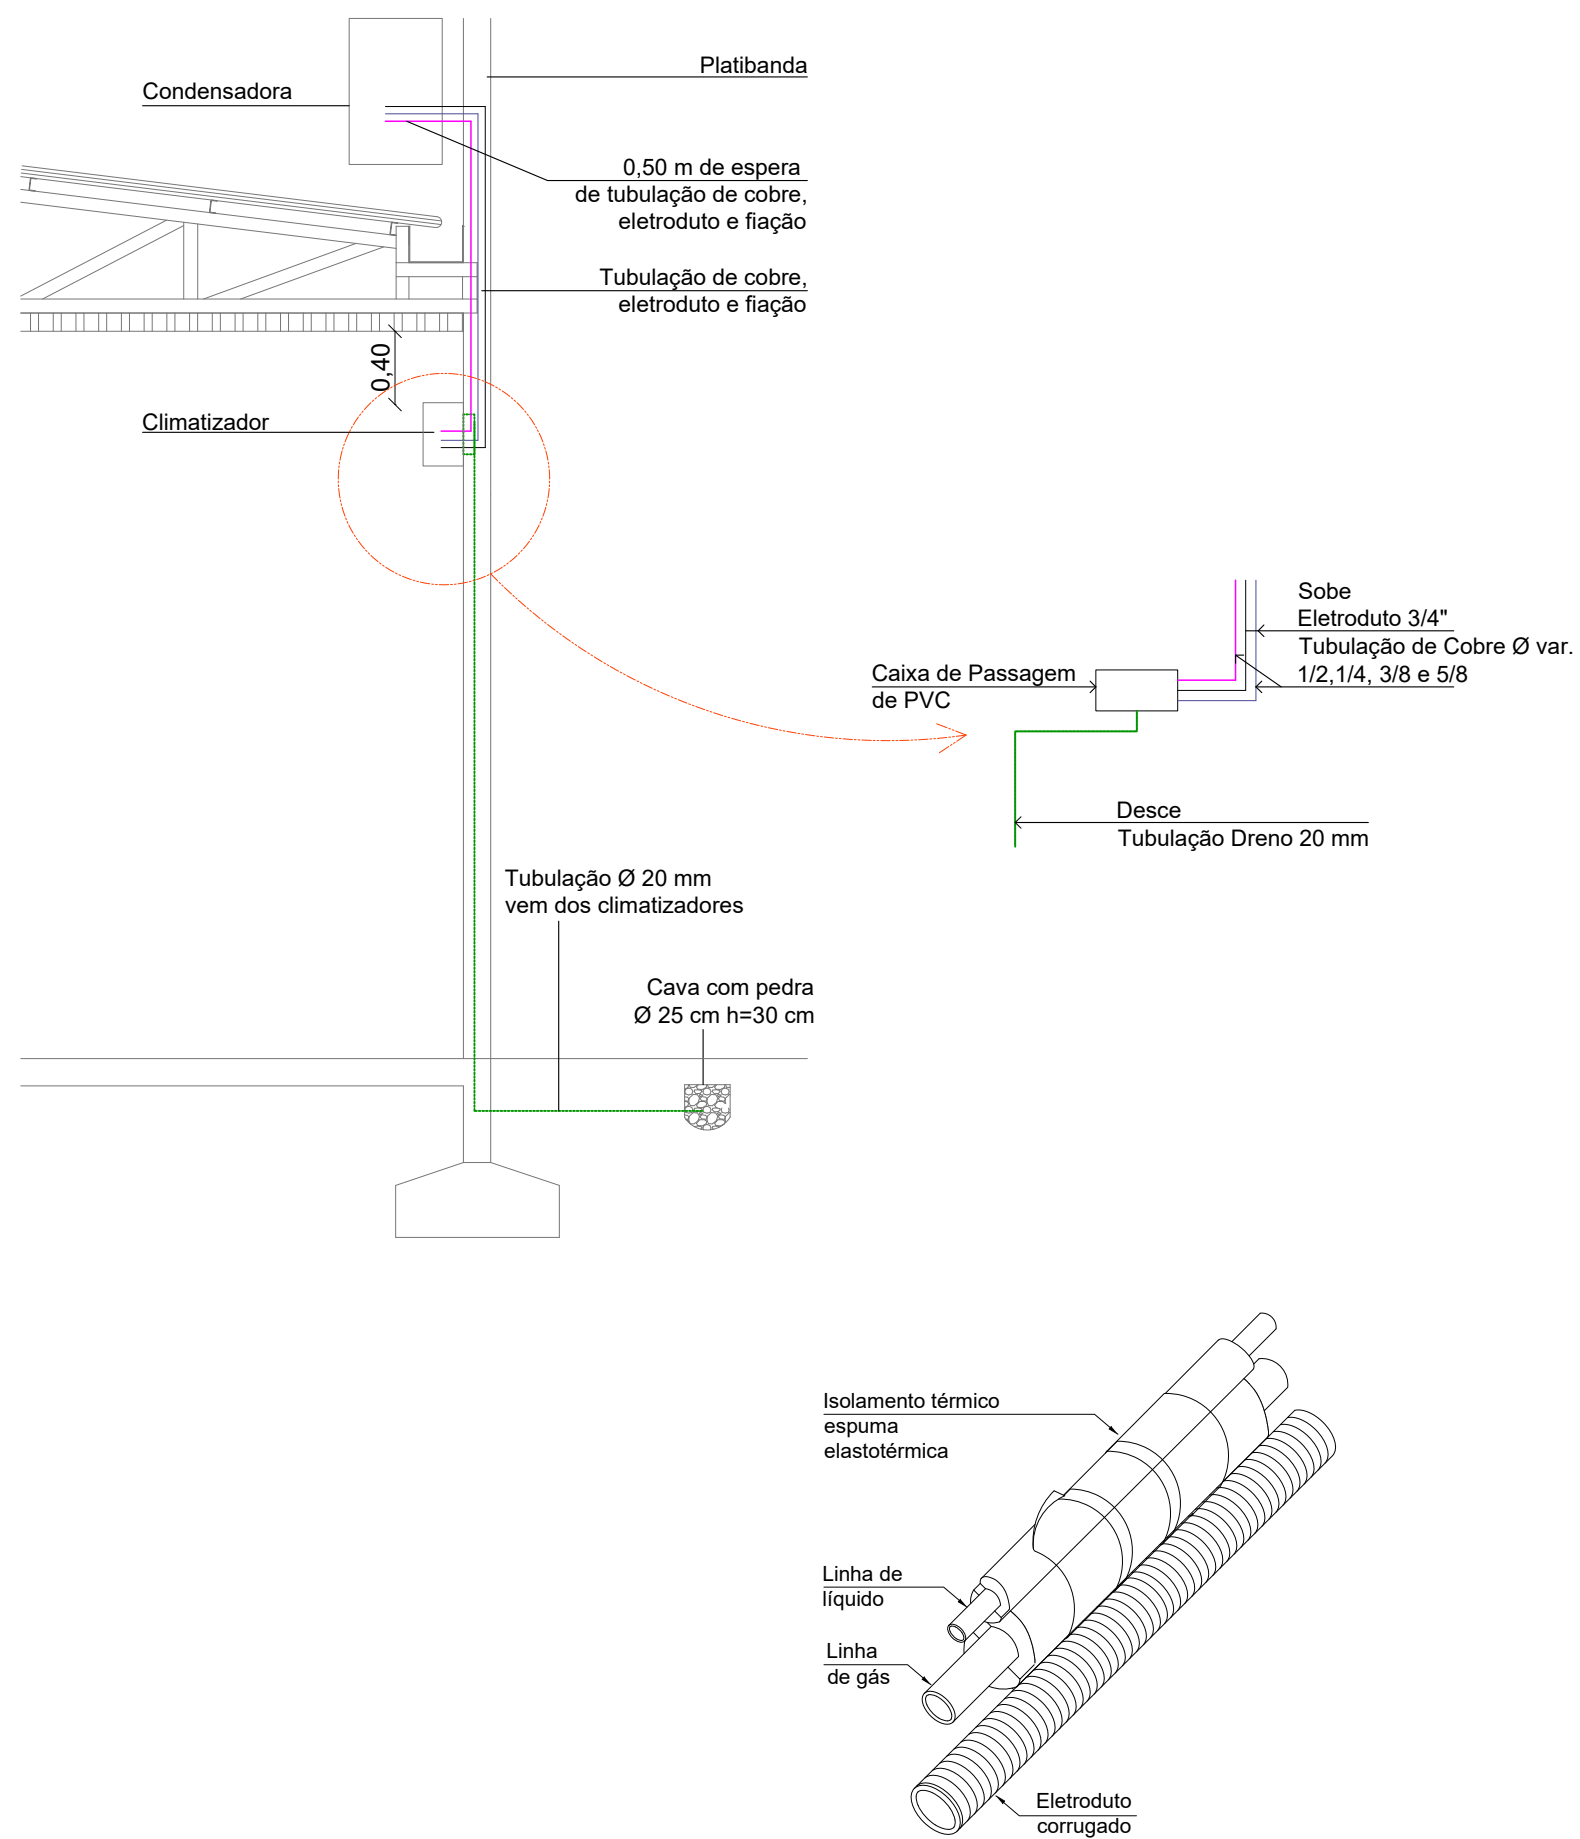 Platibanda
Condensadora
0,50 m de espera
de tubulação de cobre,
eletroduto e fiação
Tubulação de cobre,
eletroduto e fiação
0,40
Climatizador
Sobe
Eletroduto 3/4"
Tubulação de Cobre Ø var.
1/2,1/4, 3/8 e 5/8
Caixa de Passagem
de PVC
Desce
Tubulação Dreno 20 mm
Tubulação Ø 20 mm
vem dos climatizadores
Cava com pedra
Ø 25 cm h=30 cm
Isolamento térmico
espuma
elastotérmica
Linha de
líquido
Linha
de gás
Eletroduto
corrugado